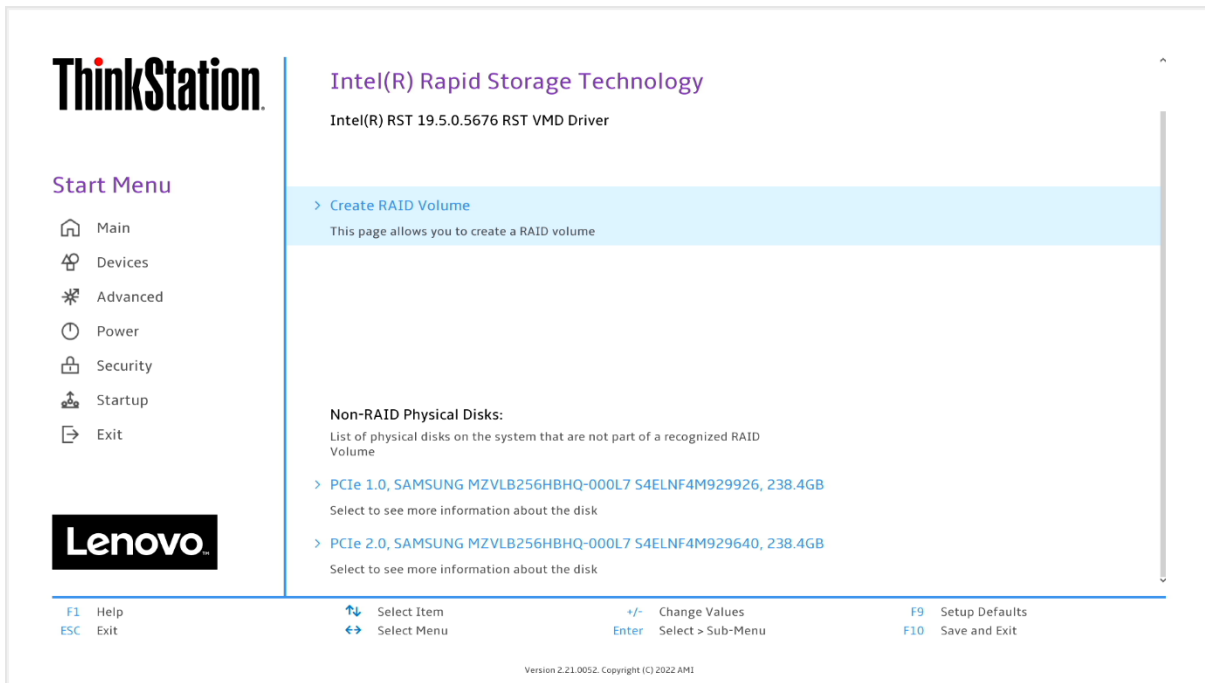 ThinkStation
Start Menu
Main
Devices
Advanced
Power
Security
Startup
Exit
Lenovo
Intel(R) Rapid Storage Technology
Intel(R) RST 19.5.0.5676 RST VMD Driver
> Create RAID Volume
This page allows you to create a RAID volume
Non-RAID Physical Disks:
List of physical disks on the system that are not part of a recognized RAID
Volume
> PCIe 1.0, SAMSUNG MZVLB256HBHQ-000L7 S4ELNF4M929926, 238.4GB
Select to see more information about the disk
> PCIe 2.0, SAMSUNG MZVLB256HBHQ-000L7 S4ELNF4M929640, 238.4GB
Select to see more information about the disk
F1 Help ↑↓ Select Item +/- Change Values F9 Setup Defaults
ESC Exit ←→ Select Menu Enter Select > Sub-Menu F10 Save and Exit
Version 2.21.0052. Copyright (C) 2022 AMI